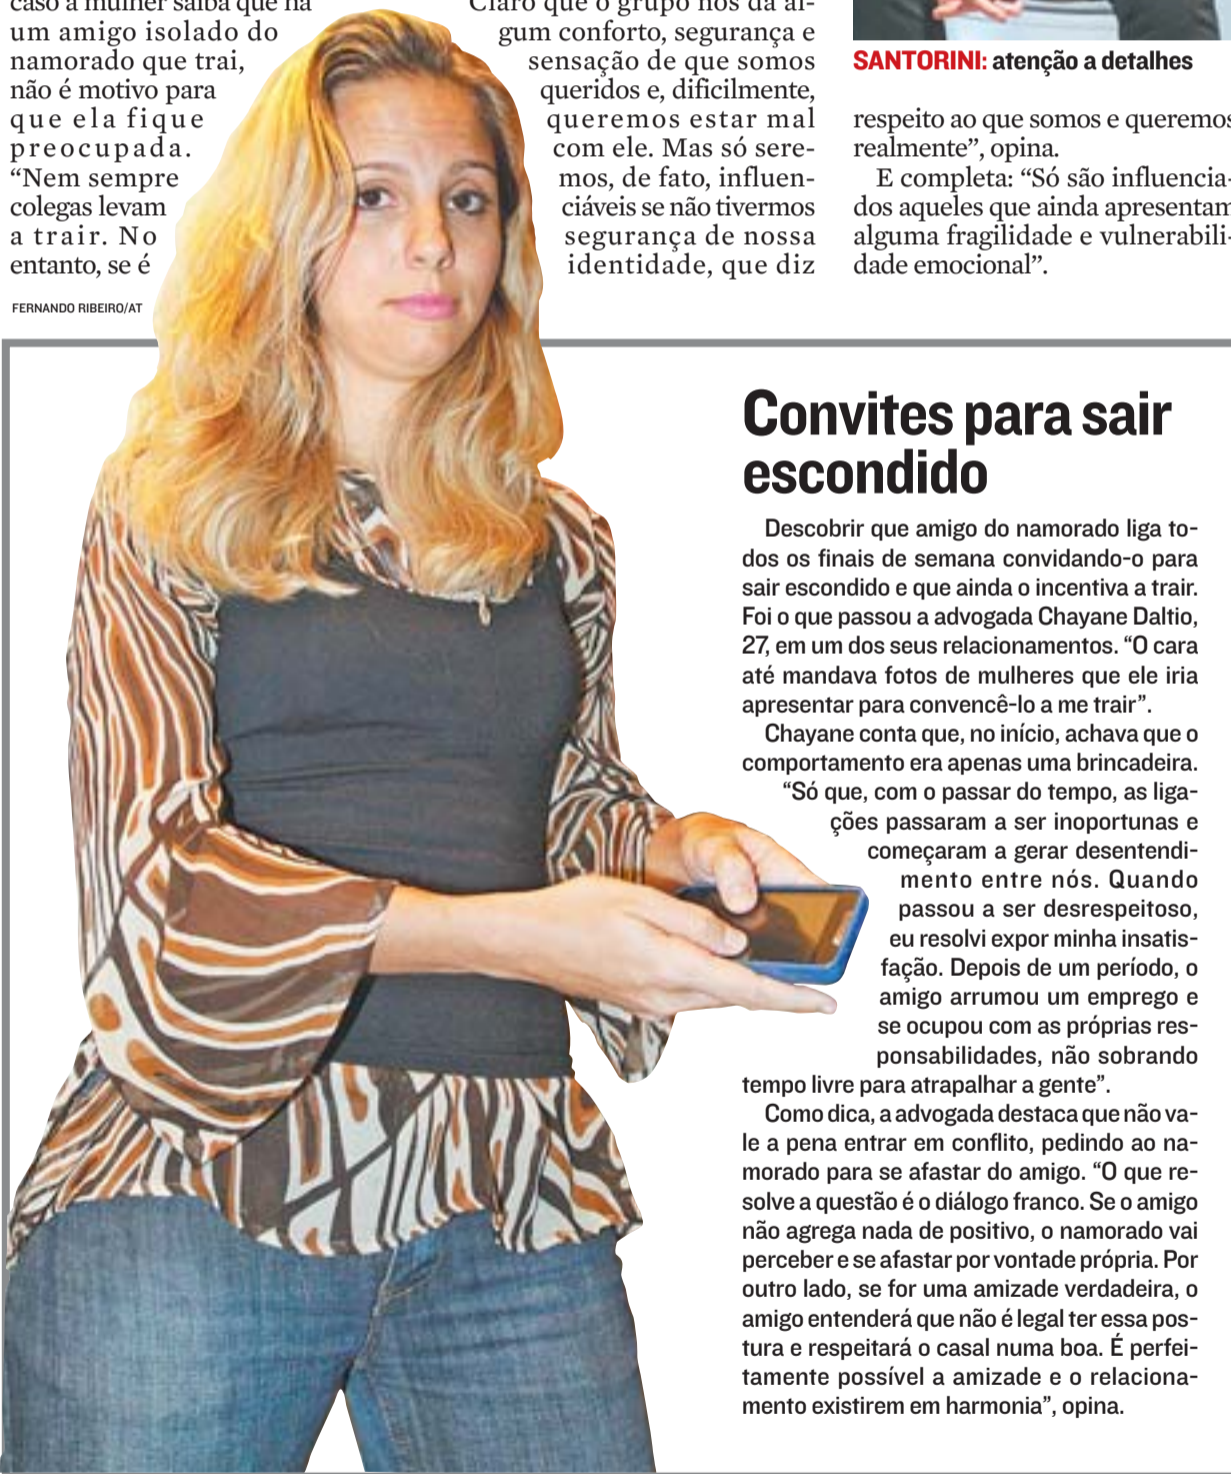 caso a mulher saiba que há
um amigo isolado do
namorado que trai,
não é motivo para
que ela fique
preocupada.
“Nem sempre
colegas levam
a trair. No
entanto, se é
FERNANDO RIBEIRO/AT
Claro que o grupo nos dá al-
gum conforto, segurança e
sensação de que somos
queridos e, dificilmente,
queremos estar mal
com ele. Mas só sere-
mos, de fato, influen-
ciáveis se não tivermos
segurança de nossa
identidade, que diz
SANTORINI: atenção a detalhes
respeito ao que somos e queremos
realmente”, opina.
E completa: “Só são influencia-
dos aqueles que ainda apresentam
alguma fragilidade e vulnerabili-
dade emocional”.
Convites para sair
escondido
Descobrir que amigo do namorado liga to-
dos os finais de semana convidando-o para
sair escondido e que ainda o incentiva a trair.
Foi o que passou a advogada Chayane Daltio,
27, em um dos seus relacionamentos. “O cara
até mandava fotos de mulheres que ele iria
apresentar para convencê-lo a me trair”.
Chayane conta que, no início, achava que o
comportamento era apenas uma brincadeira.
“Só que, com o passar do tempo, as liga-
ções passaram a ser inoportunas e
começaram a gerar desentendi-
mento entre nós. Quando
passou a ser desrespeitoso,
eu resolvi expor minha insatis-
fação. Depois de um período, o
amigo arrumou um emprego e
se ocupou com as próprias res-
ponsabilidades, não sobrando
tempo livre para atrapalhar a gente”.
Como dica, a advogada destaca que não va-
le a pena entrar em conflito, pedindo ao na-
morado para se afastar do amigo. “O que re-
solve a questão é o diálogo franco. Se o amigo
não agrega nada de positivo, o namorado vai
perceber e se afastar por vontade própria. Por
outro lado, se for uma amizade verdadeira, o
amigo entenderá que não é legal ter essa pos-
tura e respeitará o casal numa boa. É perfei-
tamente possível a amizade e o relaciona-
mento existirem em harmonia”, opina.